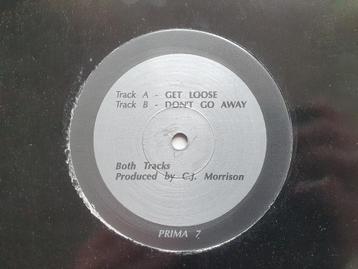 Track A - GET LOOSE
Track B - DON'T GO AWAY
Both Tracks
Produced by C.J. Morrison
PRIMA 7